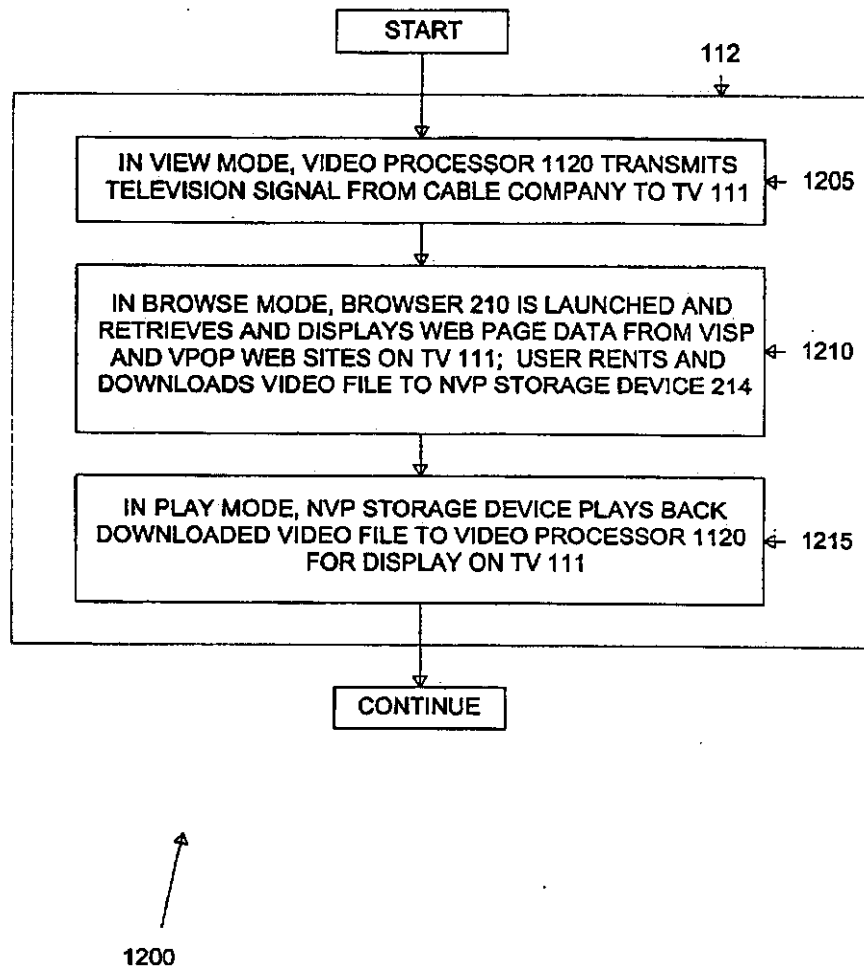 START
112
IN VIEW MODE, VIDEO PROCESSOR 1120 TRANSMITS
TELEVISION SIGNAL FROM CABLE COMPANY TO TV 111
1205
IN BROWSE MODE, BROWSER 210 IS LAUNCHED AND
RETRIEVES AND DISPLAYS WEB PAGE DATA FROM VISP
AND VPOP WEB SITES ON TV 111; USER RENTS AND
DOWNLOADS VIDEO FILE TO NVP STORAGE DEVICE 214
1210
IN PLAY MODE, NVP STORAGE DEVICE PLAYS BACK
DOWNLOADED VIDEO FILE TO VIDEO PROCESSOR 1120
FOR DISPLAY ON TV 111
1215
CONTINUE
1200